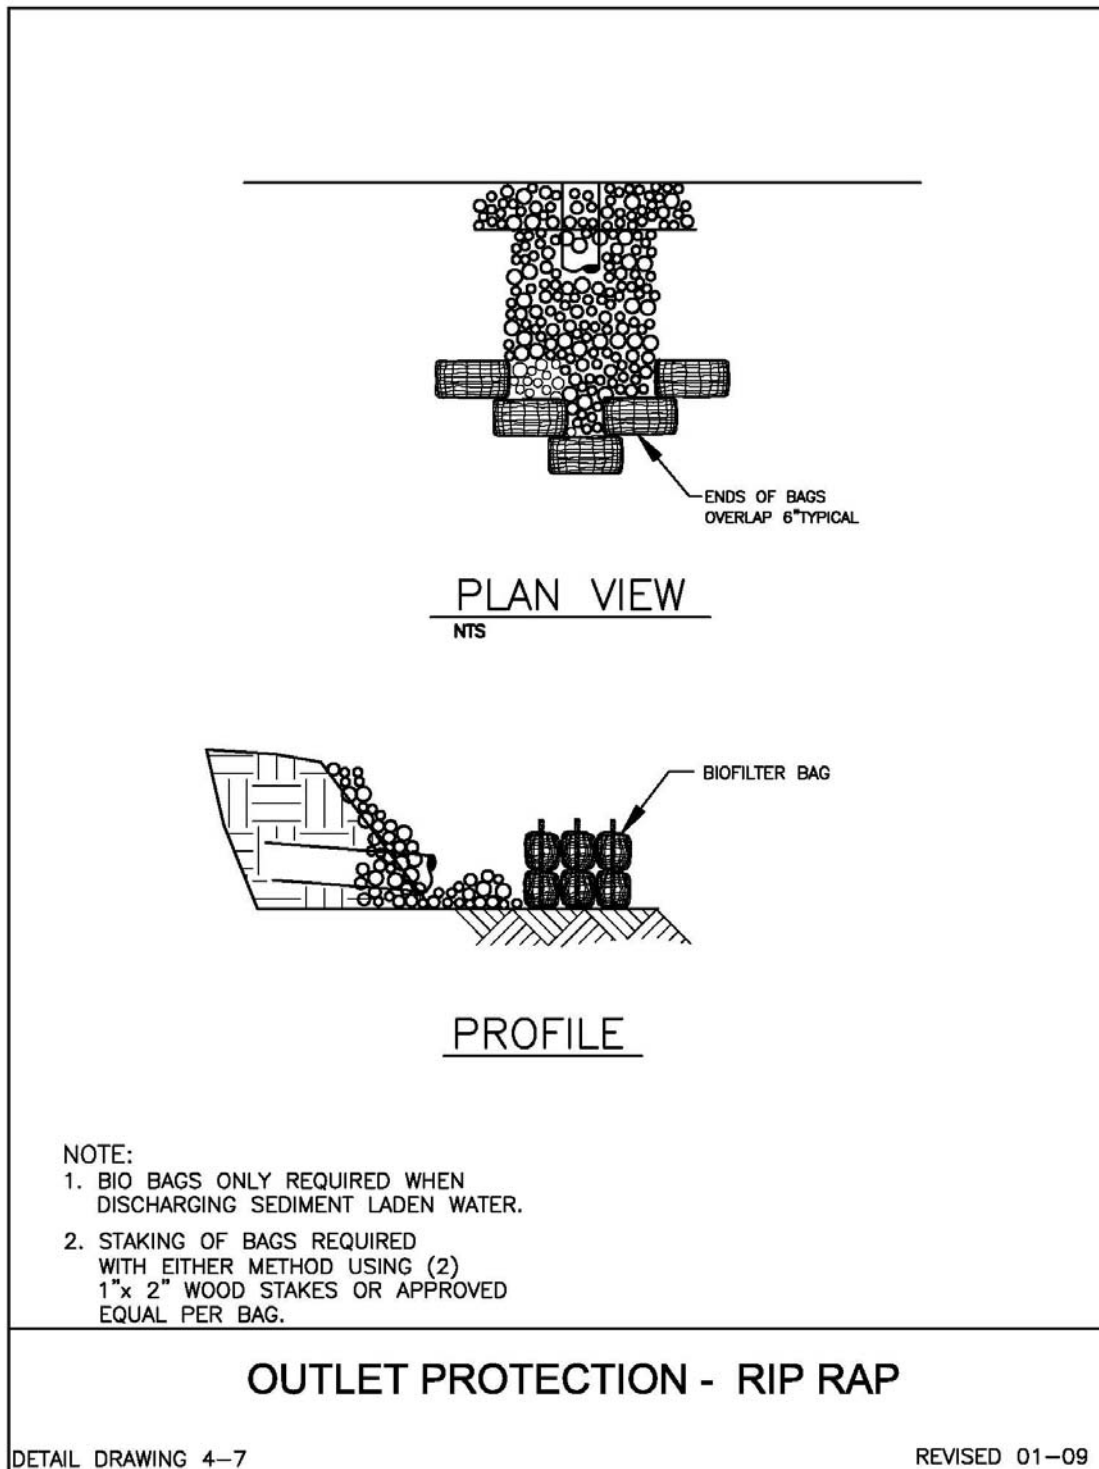 ENDS OF BAGS
OVERLAP 6"TYPICAL
PLAN VIEW
NTS
BIOFILTER BAG
PROFILE
NOTE:
1. BIO BAGS ONLY REQUIRED WHEN
DISCHARGING SEDIMENT LADEN WATER.
2. STAKING OF BAGS REQUIRED
WITH EITHER METHOD USING (2)
1"x 2" WOOD STAKES OR APPROVED
EQUAL PER BAG.
OUTLET PROTECTION - RIP RAP
DETAIL DRAWING 4-7
REVISED 01-09